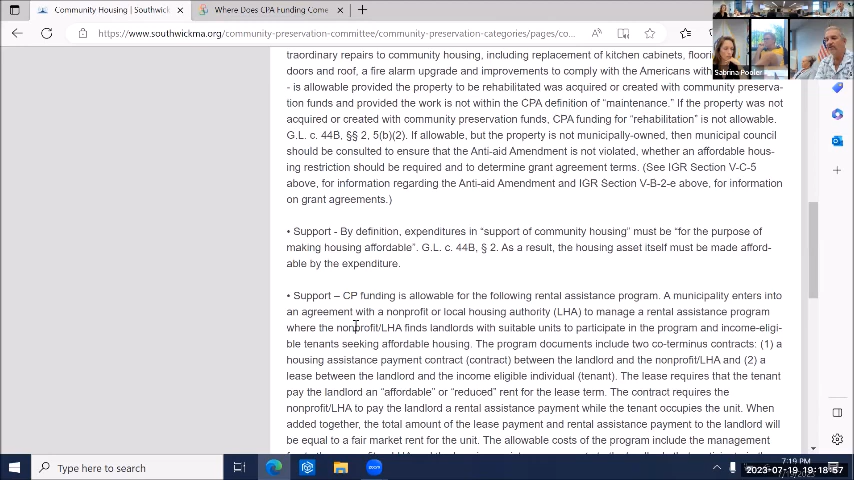 Community Housing | Southwick
Where Does CPA Funding Come
https://www.southwickma.org/community-preservation-committee/community-preservation-categories/pages/co...
Sabrina Pooler
traordinary repairs to community housing, including replacement of kitchen cabinets,
doors and roof, a fire alarm upgrade and improvements to comply with the Americans
- is allowable provided the property to be rehabilitated was acquired or created with community preserva-
tion funds and provided the work is not within the CPA definition of “maintenance.” If the property was not
acquired or created with community preservation funds, CPA funding for “rehabilitation” is not allowable.
G.L. c. 44B, §§ 2, 5(b)(2). If allowable, but the property is not municipally-owned, then municipal council
should be consulted to ensure that the Anti-aid Amendment is not violated, whether an affordable hous-
ing restriction should be required and to determine grant agreement terms. (See IGR Section V-C-5
above, for information regarding the Anti-aid Amendment and IGR Section V-B-2-e above, for information
on grant agreements.)
• Support - By definition, expenditures in “support of community housing” must be “for the purpose of
making housing affordable”. G.L. c. 44B, § 2. As a result, the housing asset itself must be made afford-
able by the expenditure.
• Support – CP funding is allowable for the following rental assistance program. A municipality enters into
an agreement with a nonprofit or local housing authority (LHA) to manage a rental assistance program
where the nonprofit/LHA finds landlords with suitable units to participate in the program and income-eligi-
ble tenants seeking affordable housing. The program documents include two co-terminus contracts: (1) a
housing assistance payment contract (contract) between the landlord and the nonprofit/LHA and (2) a
lease between the landlord and the income eligible individual (tenant). The lease requires that the tenant
pay the landlord an “affordable” or “reduced” rent for the lease term. The contract requires the
nonprofit/LHA to pay the landlord a rental assistance payment while the tenant occupies the unit. When
added together, the total amount of the lease payment and rental assistance payment to the landlord will
be equal to a fair market rent for the unit. The allowable costs of the program include the management
Type here to search
7:19 PM
2023-07-19 19:18:57